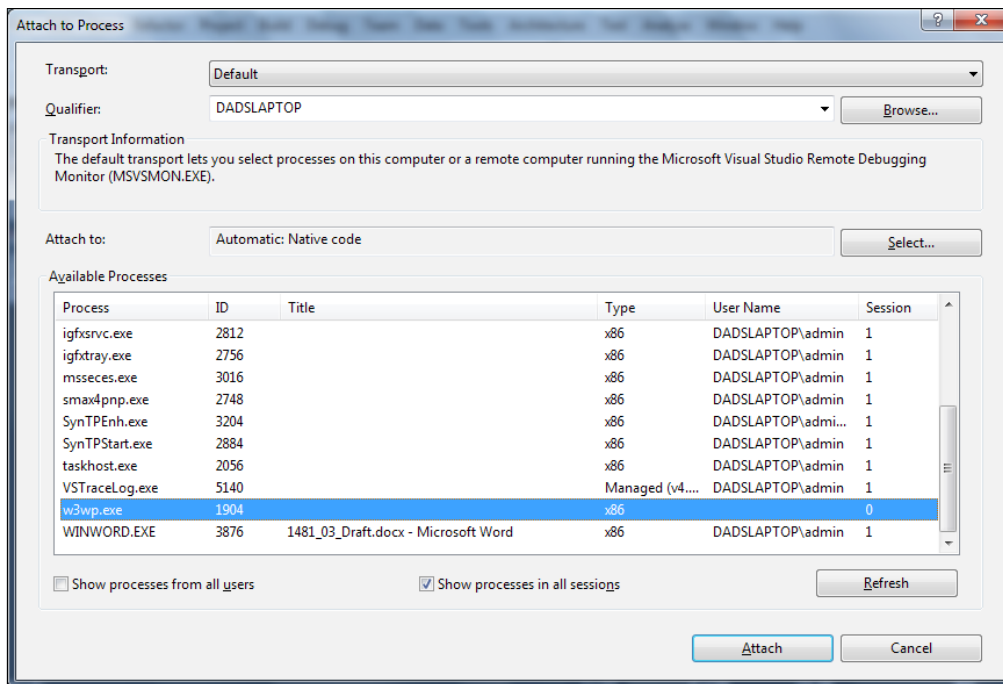 Attach to Process
Transport:
Default
Qualifier:
DADSLAPTOP
Browse...
Transport Information
The default transport lets you select processes on this computer or a remote computer running the Microsoft Visual Studio Remote Debugging
Monitor (MSVSMON.EXE).
Attach to:
Automatic: Native code
Select...
Available Processes
Process ID Title Type User Name Session
igfxsrvc.exe 2812 x86 DADSLAPTOP\admin 1
igfxtray.exe 2756 x86 DADSLAPTOP\admin 1
msseces.exe 3016 x86 DADSLAPTOP\admin 1
smax4pnp.exe 2748 x86 DADSLAPTOP\admin 1
SynTPEnh.exe 3204 x86 DADSLAPTOP\admi... 1
SynTPStart.exe 2884 x86 DADSLAPTOP\admin 1
taskhost.exe 2056 x86 DADSLAPTOP\admin 1
VSTraceLog.exe 5140 Managed (v4.... DADSLAPTOP\admin 1
w3wp.exe 1904 x86 0
WINWORD.EXE 3876 1481_03_Draft.docx - Microsoft Word x86 DADSLAPTOP\admin 1
Show processes from all users
Show processes in all sessions
Refresh
Attach
Cancel